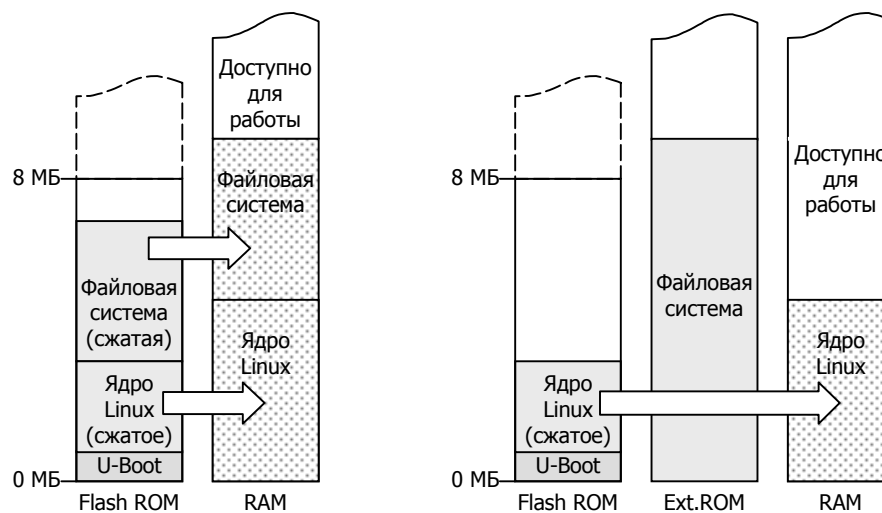 Доступно
для
работы
8 МБ
Файловая
система
Файловая
система
(сжатая)
Ядро
Linux
Ядро
Linux
(сжатое)
U-Boot
0 МБ
Flash ROM
RAM
Доступно
для
работы
8 МБ
Файловая
система
Ядро
Linux
Ядро
Linux
(сжатое)
U-Boot
0 МБ
Flash ROM
Ext.ROM
RAM